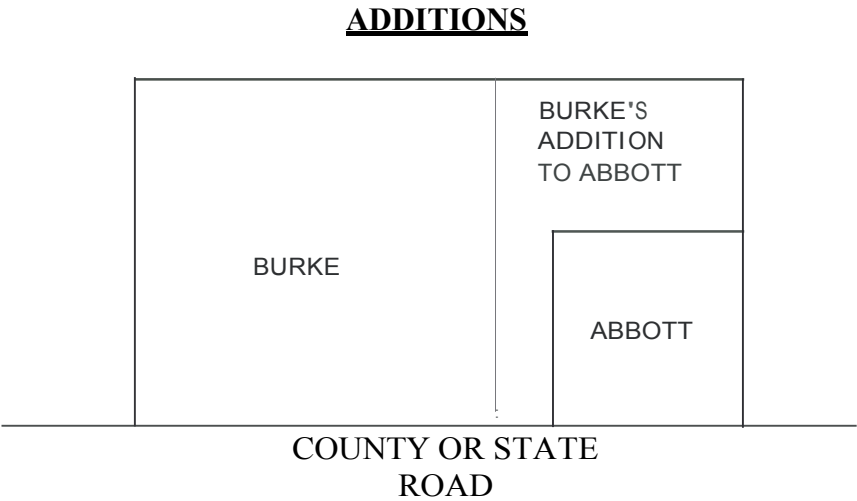 ADDITIONS
BURKE'S
ADDITION
TO ABBOTT
BURKE
ABBOTT
COUNTY OR STATE
ROAD